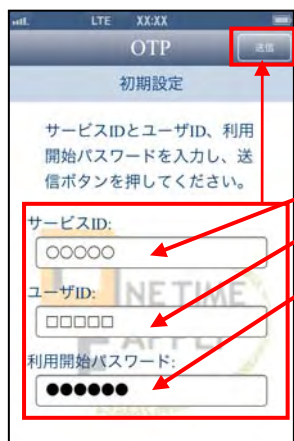 LTE XX:XX
OTP
送信
初期設定
サービスIDとユーザID、利用
開始パスワードを入力し、送
信ボタンを押してください。
サービスID:
○○○○○
ユーザID:
□□□□□
利用開始パスワード:
●●●●●●